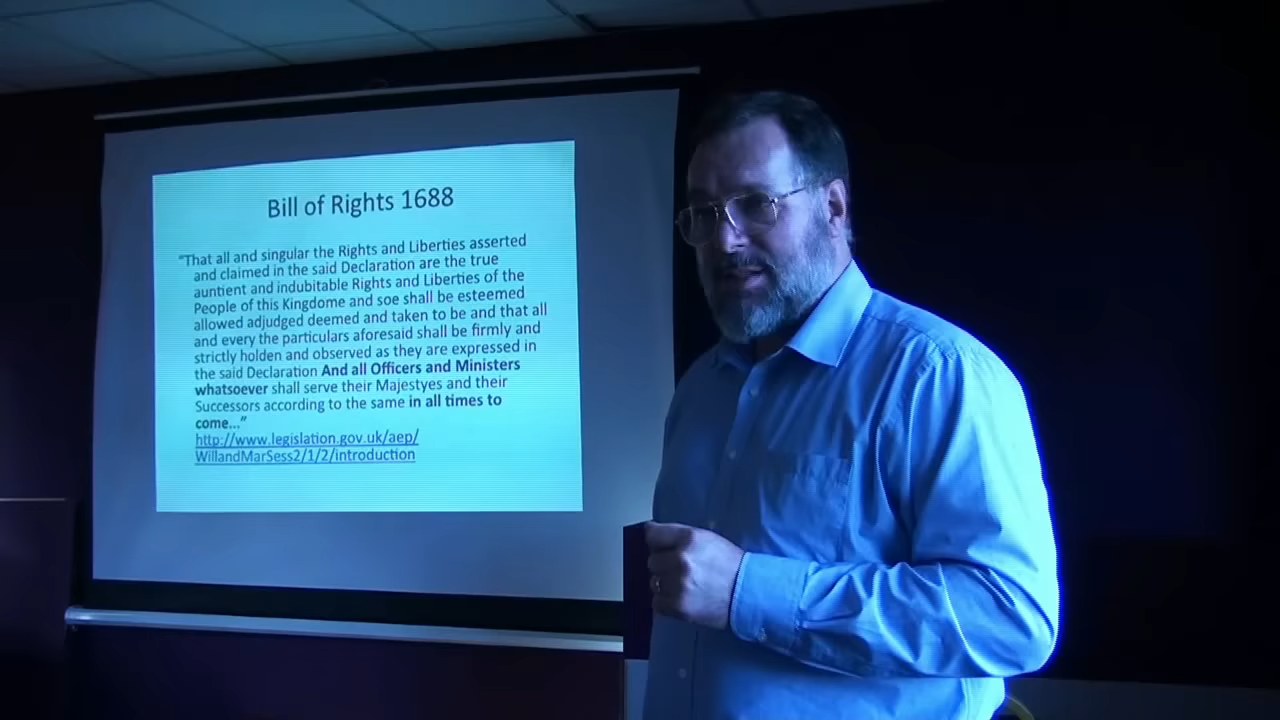 Bill of Rights 1688
"That all and singular the Rights and Liberties asserted
and claimed in the said Declaration are the true
auntient and indubitable Rights and Liberties of the
People of this Kingdome and soe shall be esteemed
allowed adjudged deemed and taken to be and that all
and every the particulars aforesaid shall be firmly and
strictly holden and observed as they are expressed in
the said Declaration And all Officers and Ministers
whatsoever shall serve their Majestyes and their
Successors according to the same in all times to
come..."
http://www.legislation.gov.uk/aep/
WillandMarSess2/1/2/introduction